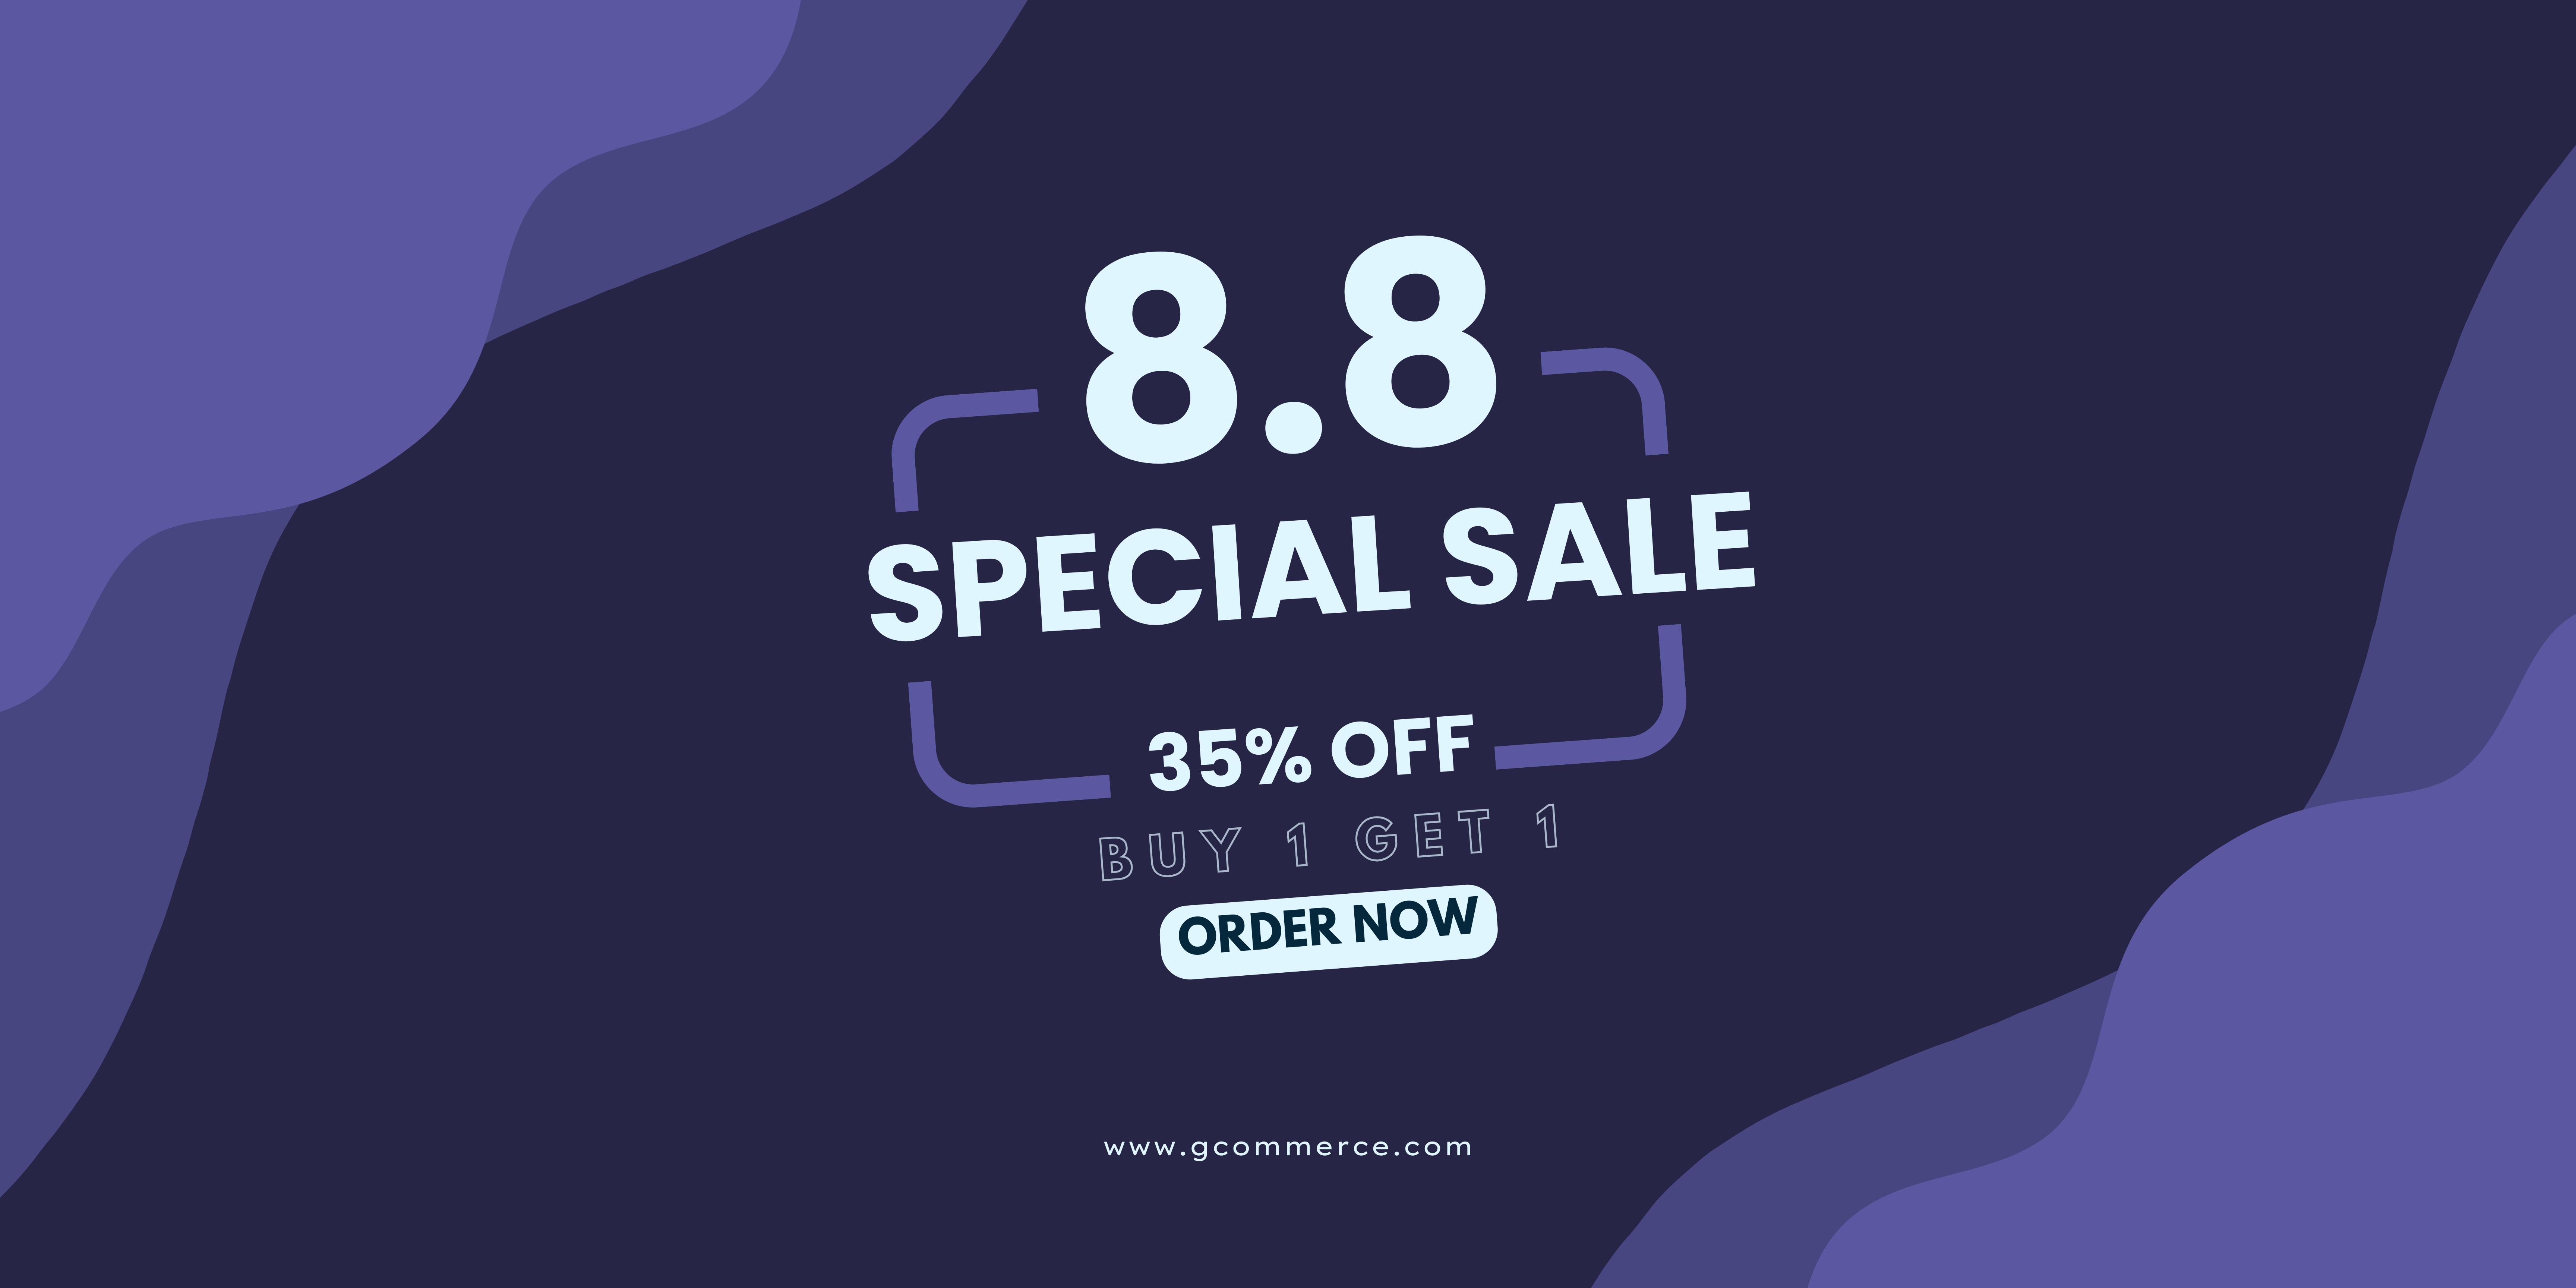 8.8
SPECIAL SALE
35% OFF
BUY 1 GET 1
ORDER NOW
www.gcommerce.com